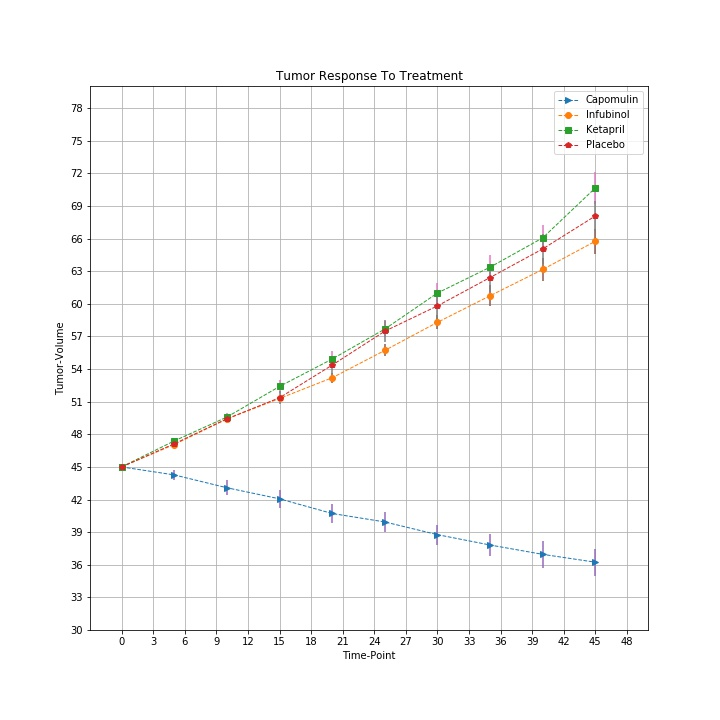 Tumor Response To Treatment
Capomulin
Infubinol
Ketapril
Placebo
78
75
72
69
66
63
60
57
54
51
48
45
42
39
36
33
30
Tumor-Volume
0 3 6 9 12 15 18 21 24 27 30 33 36 39 42 45 48
Time-Point